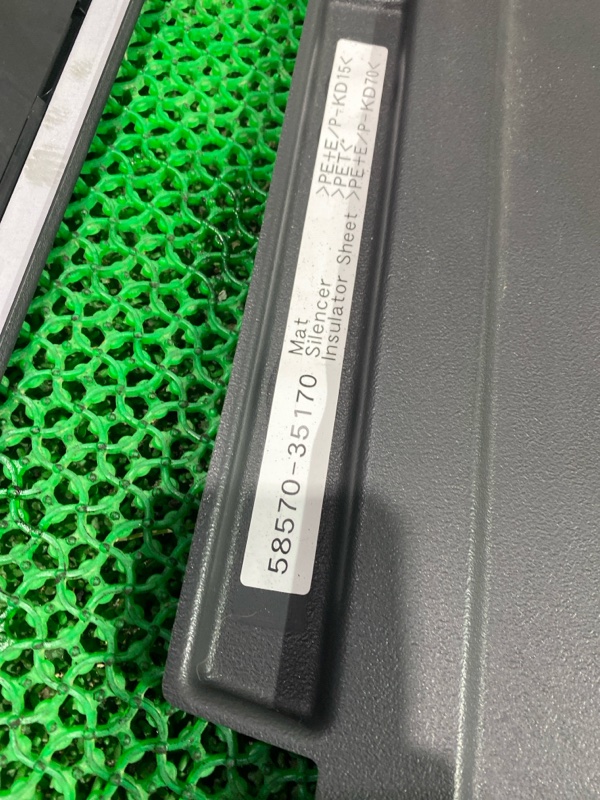 58570-35170
Mat >PE+E/P-KD15<
Silencer >PET<
Insulator Sheet >PE+E/P-KD70<